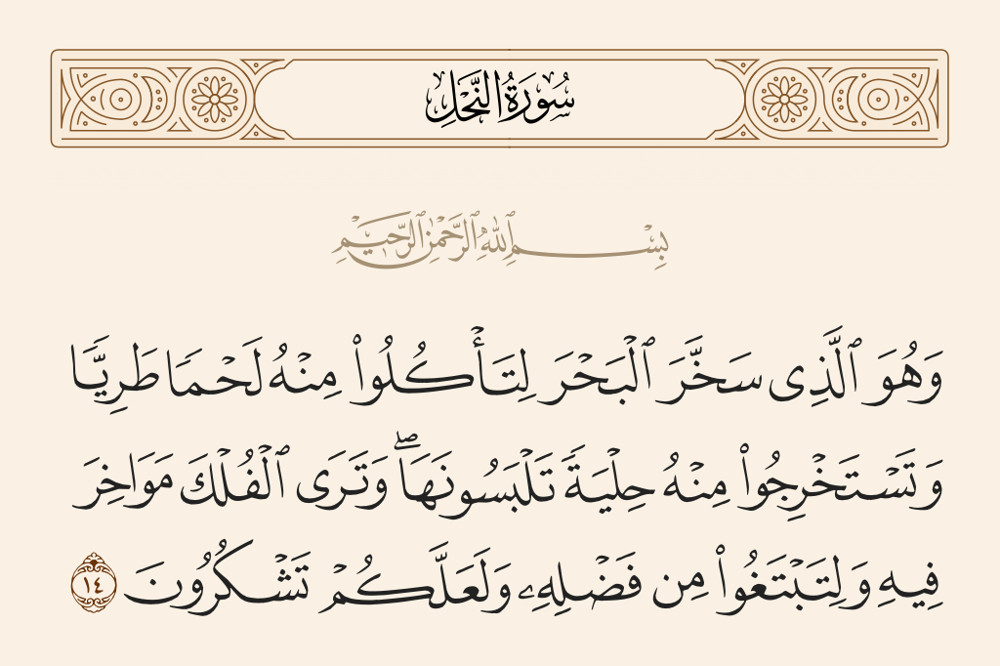 سُورَةُ النَّحْلِ
بِسْمِ ٱللَّهِ ٱلرَّحْمَٰنِ ٱلرَّحِيمِ
وَهُوَ ٱلَّذِى سَخَّرَ ٱلْبَحْرَ لِتَأْكُلُوا۟ مِنْهُ لَحْمًا طَرِيًّا
وَتَسْتَخْرِجُوا۟ مِنْهُ حِلْيَةً تَلْبَسُونَهَا ۖ وَتَرَى ٱلْفُلْكَ مَوَاخِرَ
فِيهِ وَلِتَبْتَغُوا۟ مِن فَضْلِهِۦ وَلَعَلَّكُمْ تَشْكُرُونَ ١٤